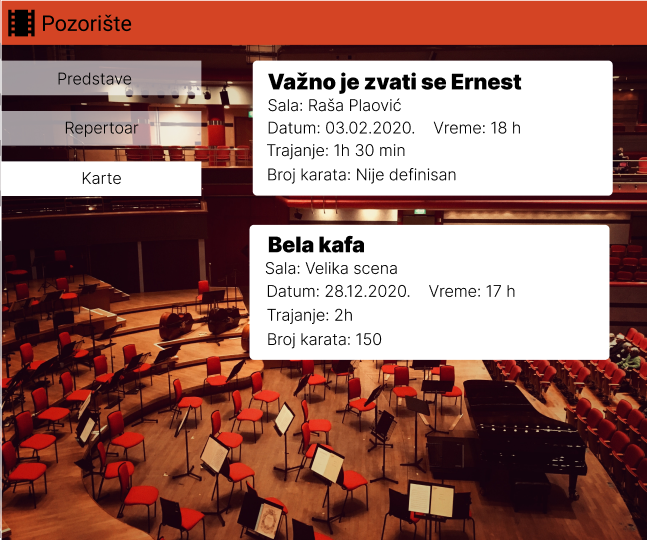 Pozorište
Predstave
Repertoar
Karte
Važno je zvati se Ernest
Sala: Raša Plaović
Datum: 03.02.2020. Vreme: 18 h
Trajanje: 1h 30 min
Broj karata: Nije definisan
Bela kafa
Sala: Velika scena
Datum: 28.12.2020. Vreme: 17 h
Trajanje: 2h
Broj karata: 150